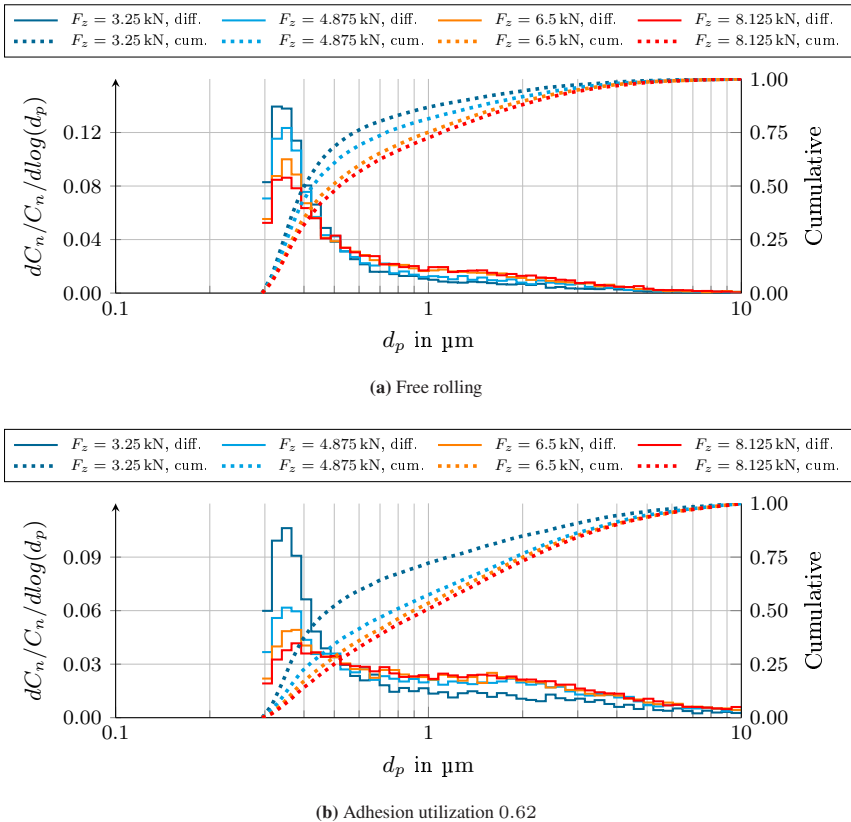 F_z = 3.25 kN, diff. F_z = 4.875 kN, diff. F_z = 6.5 kN, diff. F_z = 8.125 kN, diff.
F_z = 3.25 kN, cum. F_z = 4.875 kN, cum. F_z = 6.5 kN, cum. F_z = 8.125 kN, cum.
dC_n/C_n/dlog(d_p)
0.12
0.08
0.04
0.00
1.00
0.75
0.50
0.25
0.00
Cumulative
0.1 1 10
d_p in µm
(a) Free rolling
F_z = 3.25 kN, diff. F_z = 4.875 kN, diff. F_z = 6.5 kN, diff. F_z = 8.125 kN, diff.
F_z = 3.25 kN, cum. F_z = 4.875 kN, cum. F_z = 6.5 kN, cum. F_z = 8.125 kN, cum.
dC_n/C_n/dlog(d_p)
0.09
0.06
0.03
0.00
1.00
0.75
0.50
0.25
0.00
Cumulative
0.1 1 10
d_p in µm
(b) Adhesion utilization 0.62